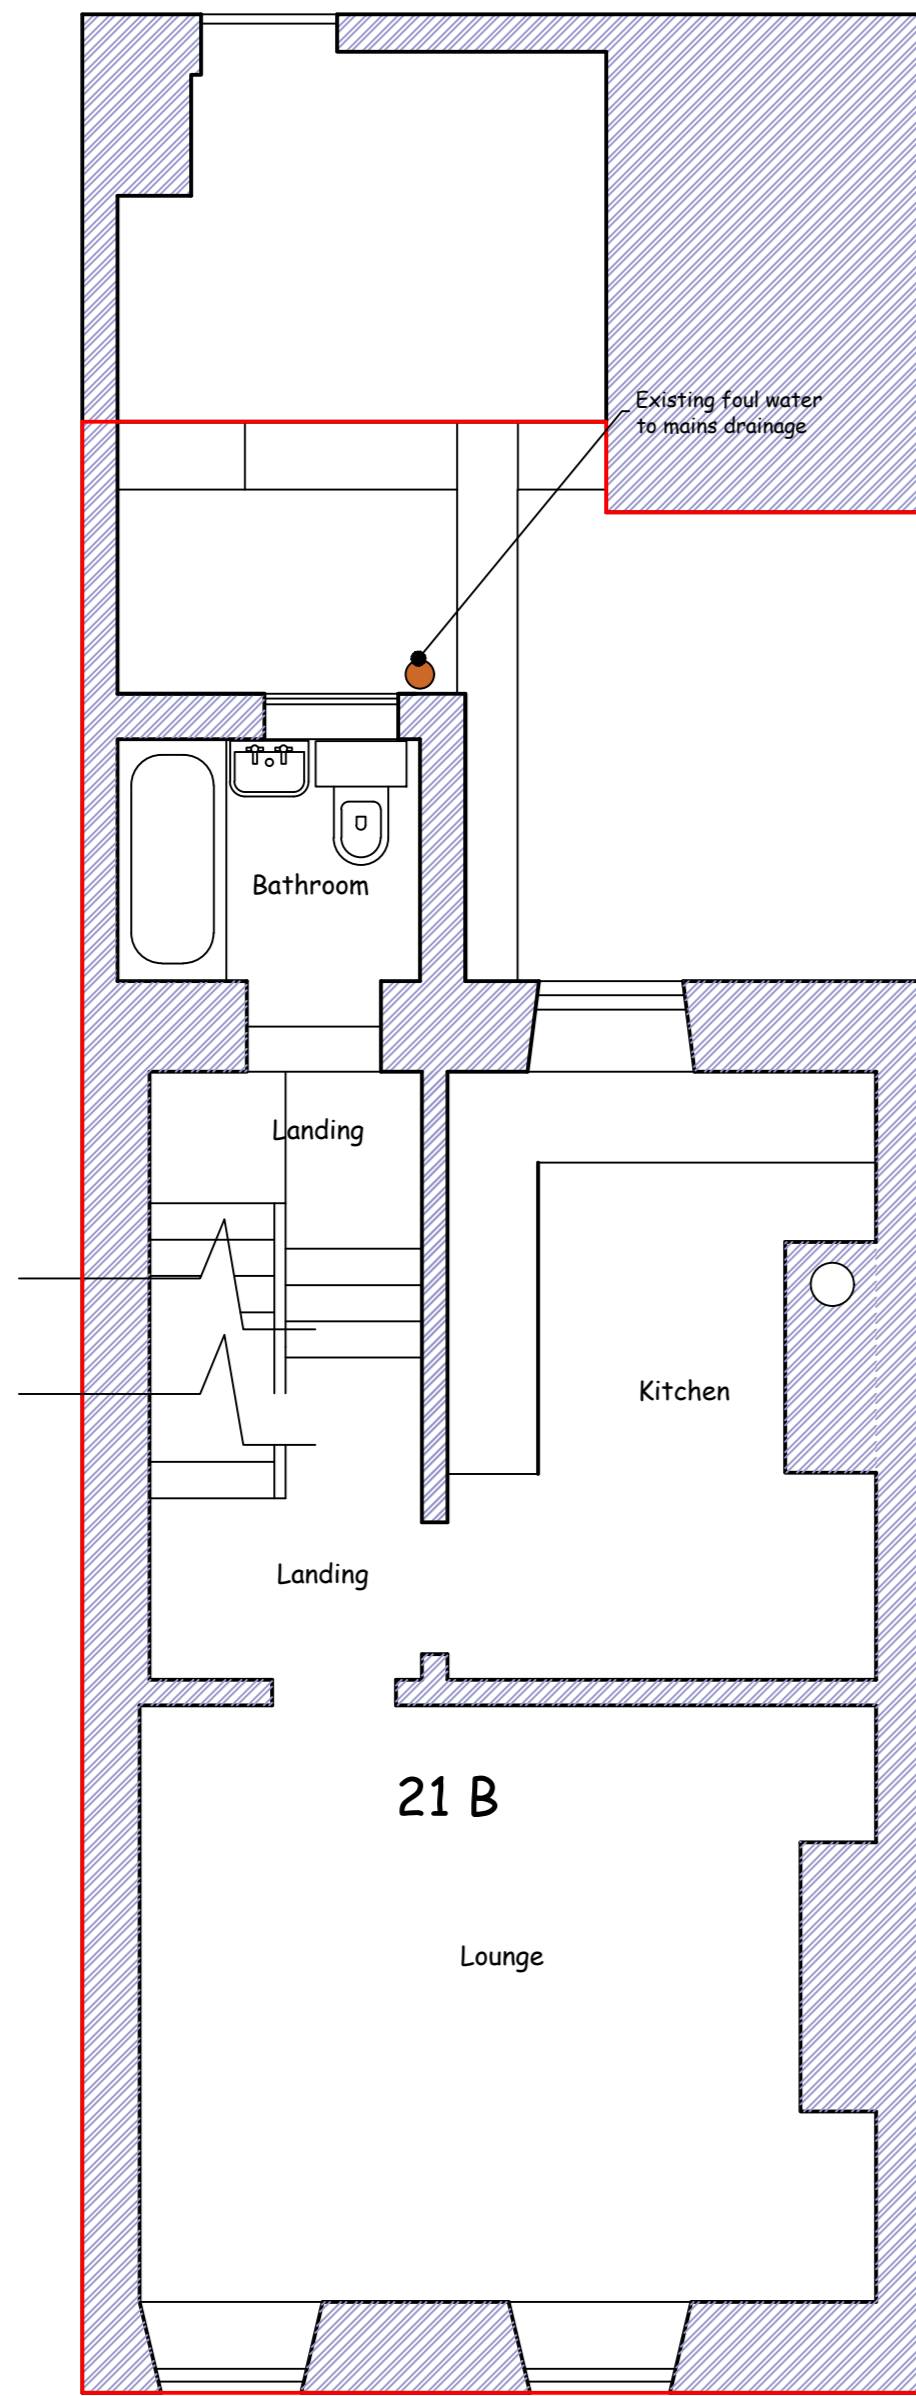 Existing foul water
to mains drainage
Bathroom
Landing
Kitchen
Landing
21 B
Lounge